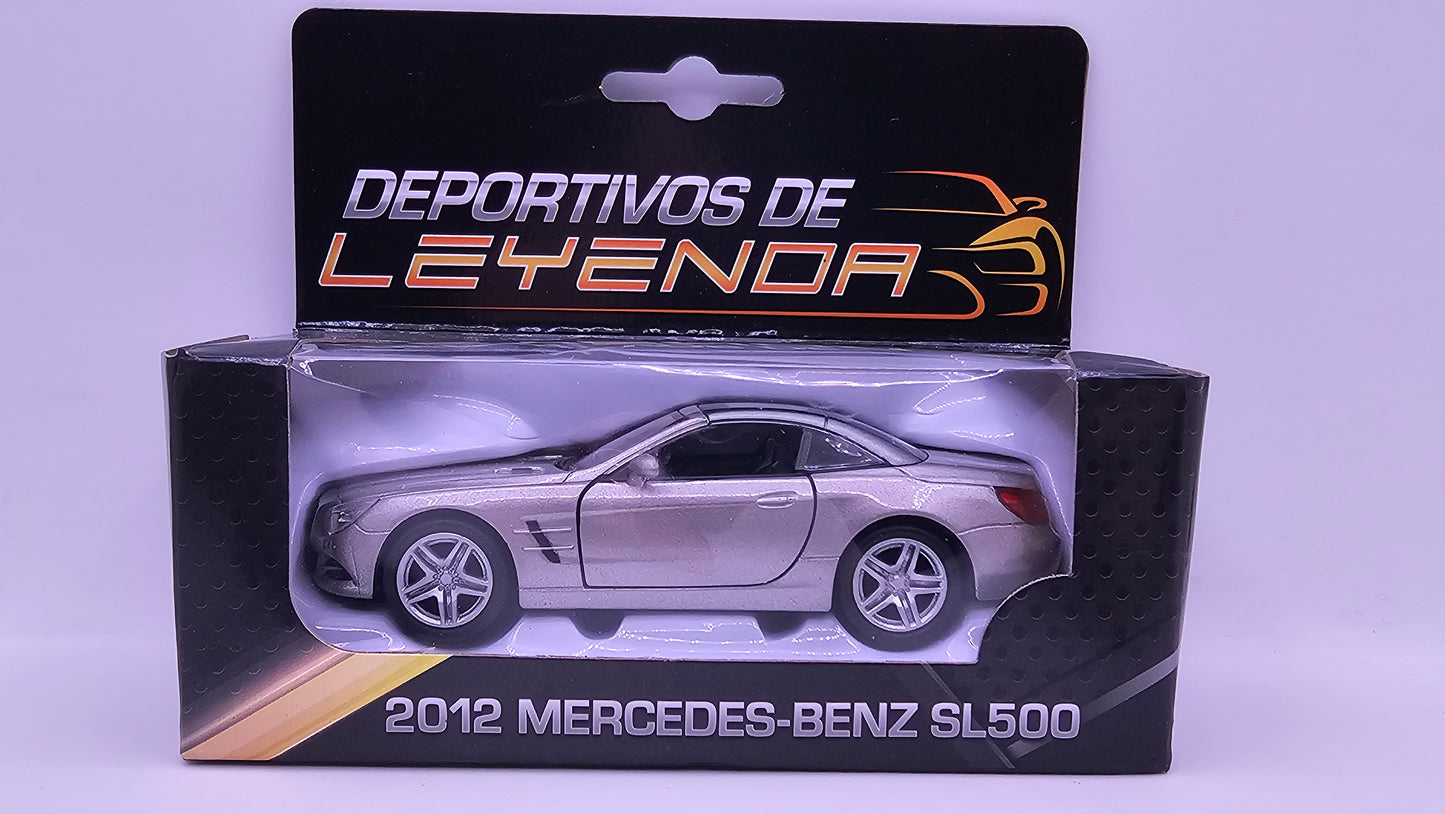 DEPORTIVOS DE
LEYENDA
2012 MERCEDES-BENZ SL500